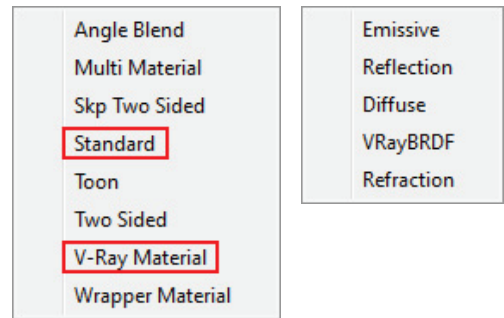 Angle Blend
Multi Material
Skp Two Sided
Standard
Toon
Two Sided
V-Ray Material
Wrapper Material
Emissive
Reflection
Diffuse
VRayBRDF
Refraction